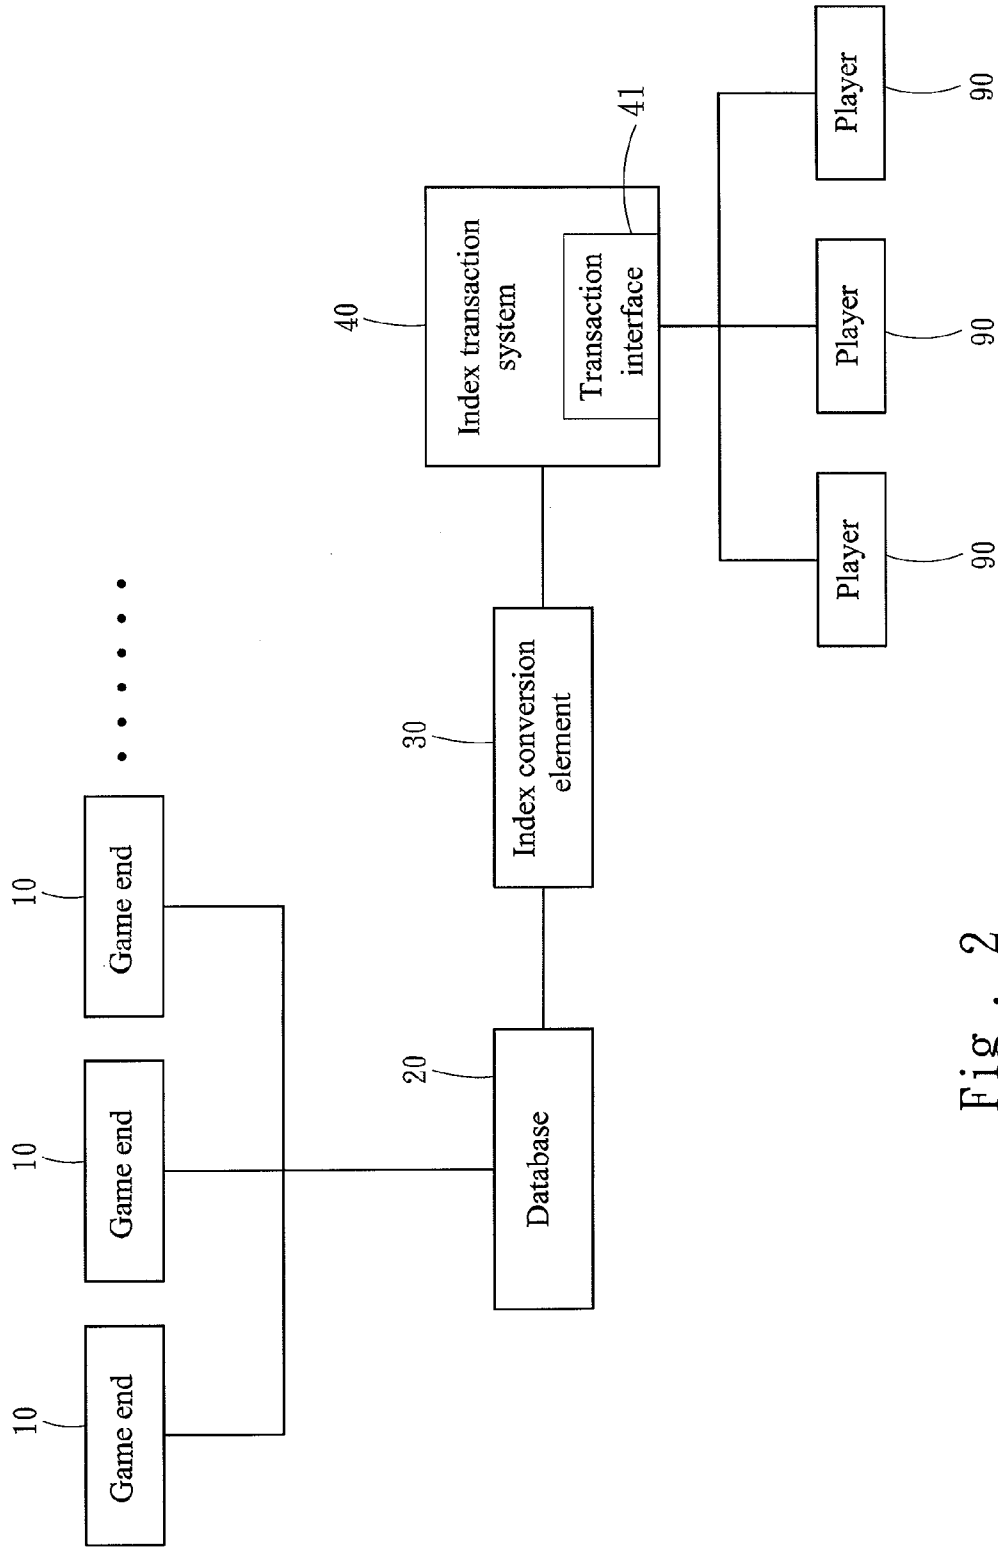 10
10
10
Game end
Game end
Game end
40
Index transaction
system
41
Transaction
interface
20
30
Database
Index conversion
element
Player
Player
Player
90
90
90
Fig. 2